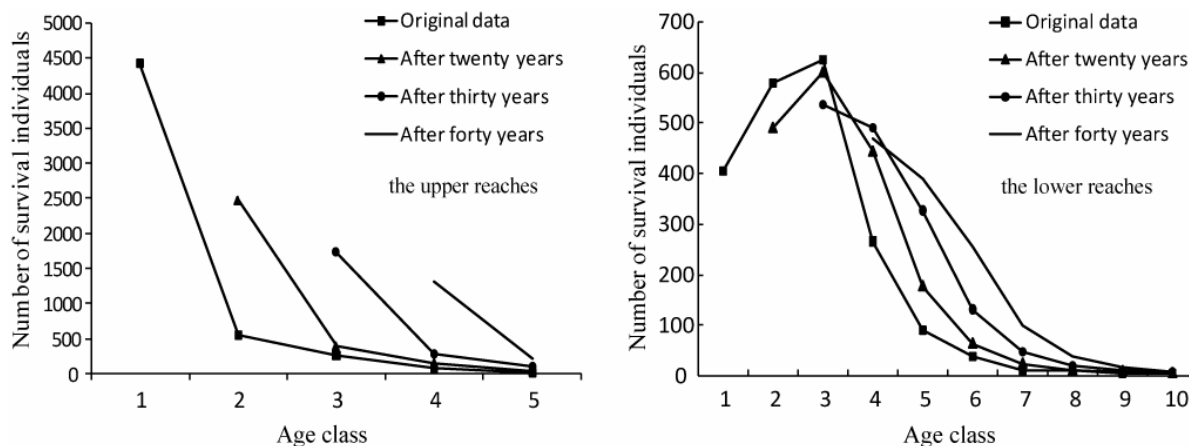 Number of survival individuals
5000
4500
4000
3500
3000
2500
2000
1500
1000
500
0
1 2 3 4 5
Age class
Original data
After twenty years
After thirty years
After forty years
the upper reaches
Number of survival individuals
700
600
500
400
300
200
100
0
1 2 3 4 5 6 7 8 9 10
Age class
Original data
After twenty years
After thirty years
After forty years
the lower reaches